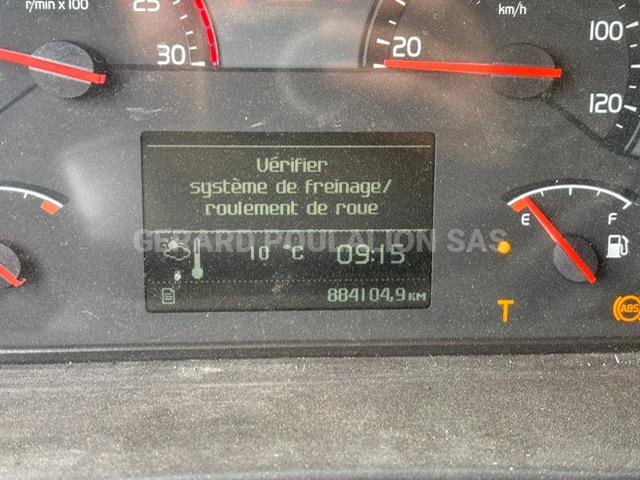 r/min x 100
25
30
20
km/h
100
120
Vérifier
système de freinage/
roulement de roue
GERARD POULALION SAS
10 °C
09:15
884104,9 KM
E
F
T
ABS